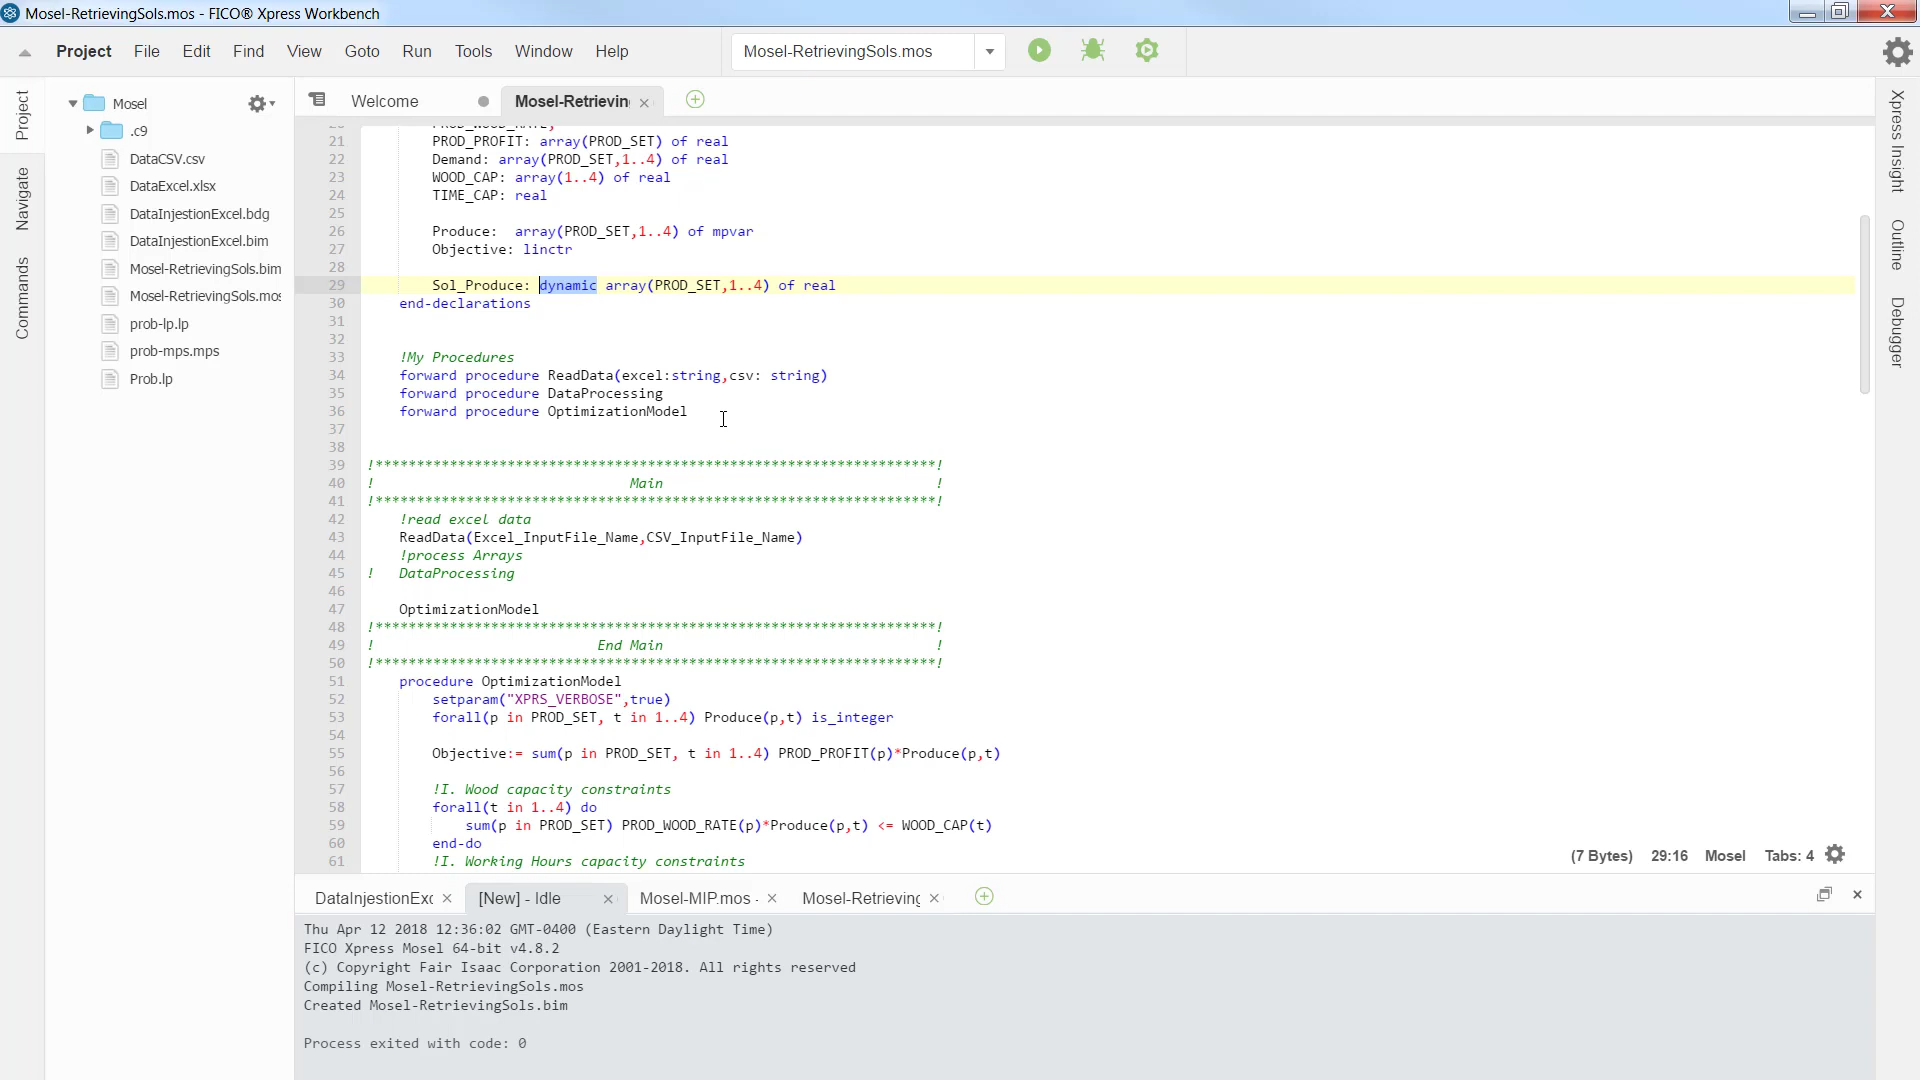 Mosel-RetrievingSols.mos - FICO® Xpress Workbench
Project File Edit Find View Goto Run Tools Window Help
Mosel-RetrievingSols.mos
Project
Navigate
Commands
Mosel
.c9
DataCSV.csv
DataExcel.xlsx
DataInjestionExcel.bdg
DataInjestionExcel.bim
Mosel-RetrievingSols.bim
Mosel-RetrievingSols.mos
prob-lp.lp
prob-mps.mps
Prob.lp
Welcome
Mosel-Retrievin
20 PROD_WOOD_RATE,
21 PROD_PROFIT: array(PROD_SET) of real
22 Demand: array(PROD_SET,1..4) of real
23 WOOD_CAP: array(1..4) of real
24 TIME_CAP: real
25
26 Produce:  array(PROD_SET,1..4) of mpvar
27 Objective: linctr
28
29 Sol_Produce: dynamic array(PROD_SET,1..4) of real
30 end-declarations
31
32
33 !My Procedures
34 forward procedure ReadData(excel:string,csv: string)
35 forward procedure DataProcessing
36 forward procedure OptimizationModel
37
38
39 !********************************************************************!
40 ! Main !
41 !********************************************************************!
42 !read excel data
43 ReadData(Excel_InputFile_Name,CSV_InputFile_Name)
44 !process Arrays
45 ! DataProcessing
46
47 OptimizationModel
48 !********************************************************************!
49 ! End Main !
50 !********************************************************************!
51 procedure OptimizationModel
52 setparam("XPRS_VERBOSE",true)
53 forall(p in PROD_SET, t in 1..4) Produce(p,t) is_integer
54
55 Objective:= sum(p in PROD_SET, t in 1..4) PROD_PROFIT(p)*Produce(p,t)
56
57 !I. Wood capacity constraints
58 forall(t in 1..4) do
59 sum(p in PROD_SET) PROD_WOOD_RATE(p)*Produce(p,t) <= WOOD_CAP(t)
60 end-do
61 !I. Working Hours capacity constraints
(7 Bytes) 29:16 Mosel Tabs: 4
Xpress Insight
Outline
Debugger
DataInjestionExc
[New] - Idle
Mosel-MIP.mos -
Mosel-Retrieving
Thu Apr 12 2018 12:36:02 GMT-0400 (Eastern Daylight Time)
FICO Xpress Mosel 64-bit v4.8.2
(c) Copyright Fair Isaac Corporation 2001-2018. All rights reserved
Compiling Mosel-RetrievingSols.mos
Created Mosel-RetrievingSols.bim
Process exited with code: 0